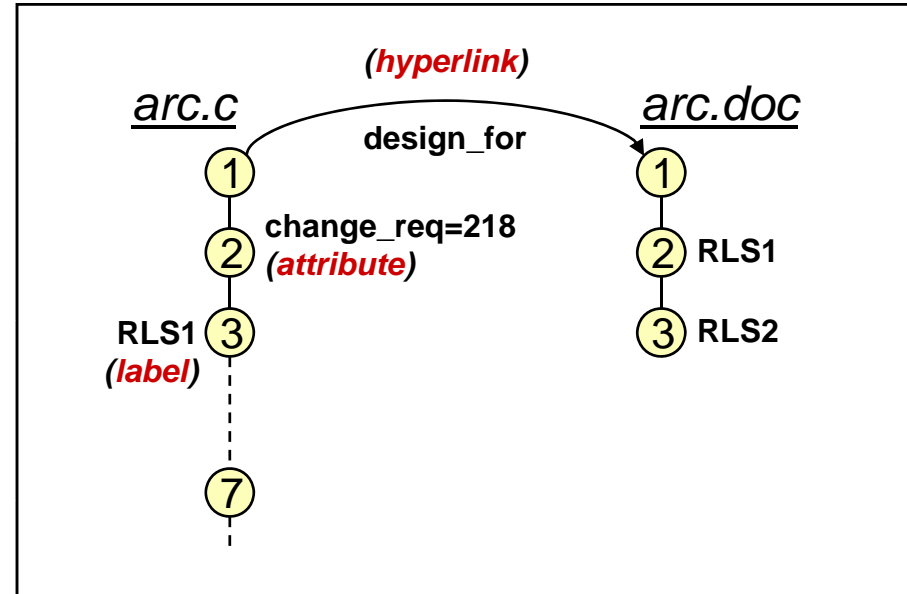 (hyperlink)
arc.c
arc.doc
design_for
1
1
change_req=218
2
(attribute)
2
RLS1
RLS1
3
(label)
3
RLS2
7